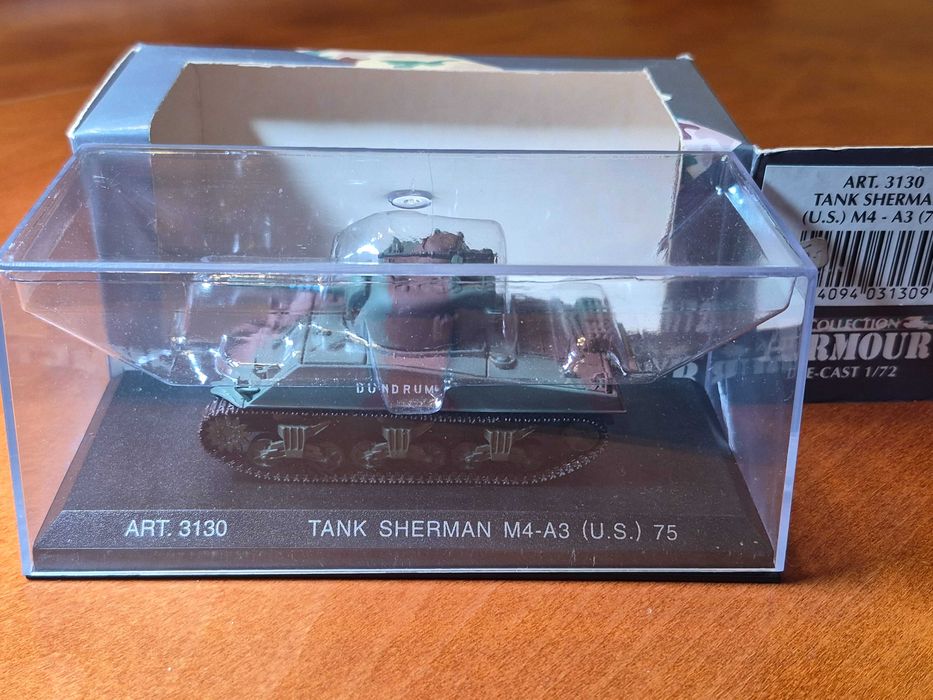 ART. 3130
TANK SHERMA
(U.S.) M4 - A3 (7
4094 031309
COLLECTION
ARMOUR
DIE-CAST 1/72
DUNDRUM
ART. 3130 TANK SHERMAN M4-A3 (U.S.) 75